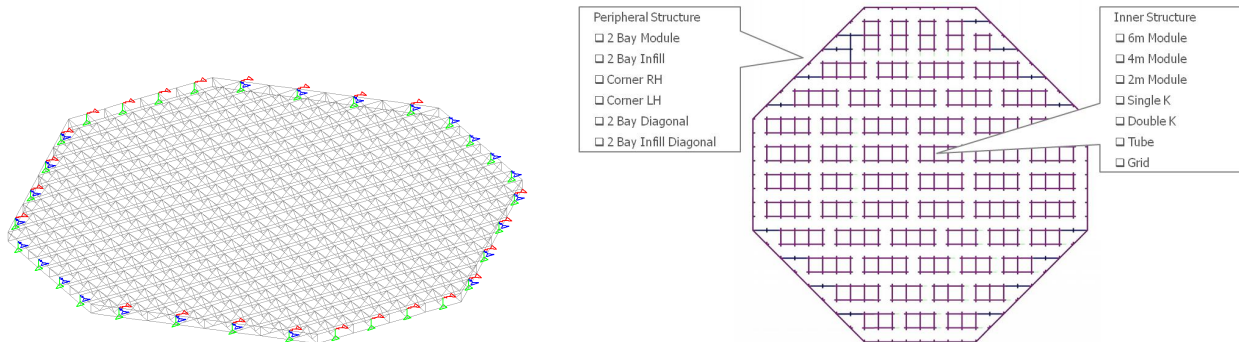 Peripheral Structure
☐ 2 Bay Module
☐ 2 Bay Infill
☐ Corner RH
☐ Corner LH
☐ 2 Bay Diagonal
☐ 2 Bay Infill Diagonal
Inner Structure
☐ 6m Module
☐ 4m Module
☐ 2m Module
☐ Single K
☐ Double K
☐ Tube
☐ Grid